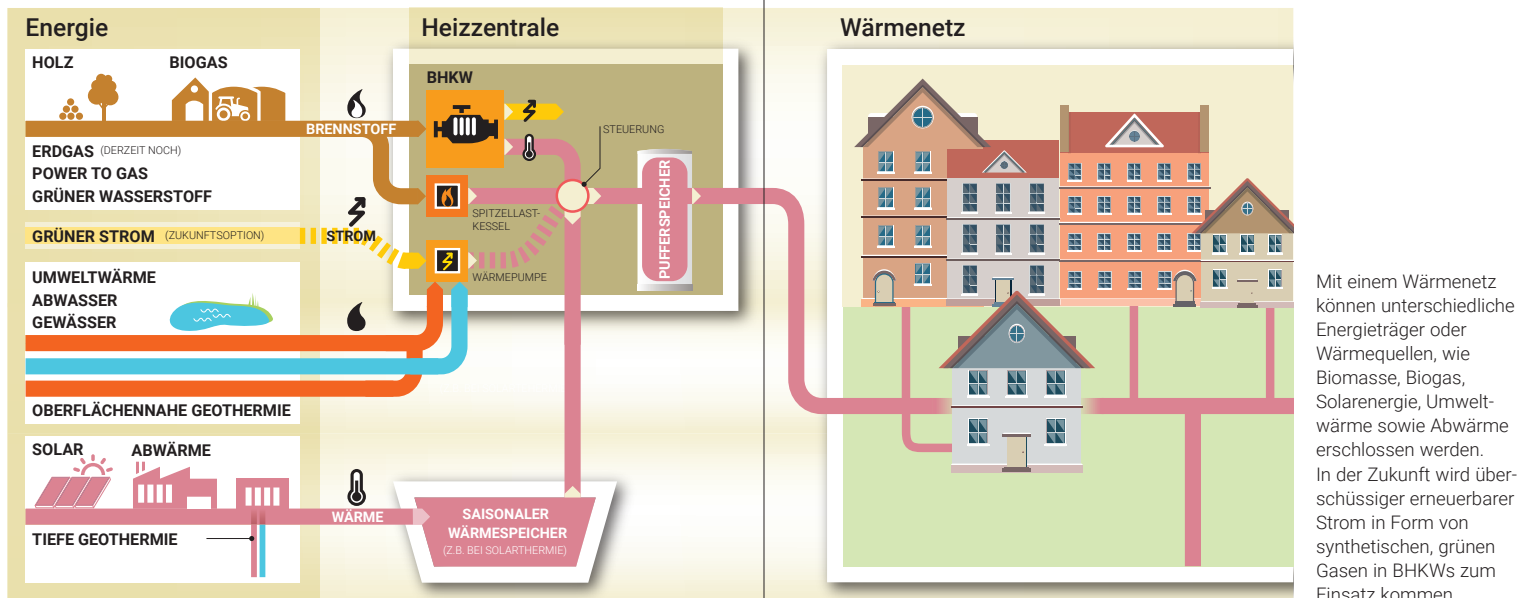 Energie
HOLZ
BIOGAS
BRENNSTOFF
ERDGAS (DERZEIT NOCH)
POWER TO GAS
GRÜNER WASSERSTOFF
GRÜNER STROM (ZUKUNFTSOPTION)
STROM
UMWELTWÄRME
ABWASSER
GEWÄSSER
OBERFLÄCHENNAHE GEOTHERMIE
SOLAR
ABWÄRME
WÄRME
TIEFE GEOTHERMIE
Heizzentrale
BHKW
STEUERUNG
SPITZELLAST-
KESSEL
WÄRMEPUMPE
PUFFERSPEICHER
SAISONALER
WÄRMESPEICHER
(Z.B. BEI SOLARTHERMIE)
Wärmenetz
Mit einem Wärmenetz
können unterschiedliche
Energieträger oder
Wärmequellen, wie
Biomasse, Biogas,
Solarenergie, Umwelt-
wärme sowie Abwärme
erschlossen werden.
In der Zukunft wird über-
schüssiger erneuerbarer
Strom in Form von
synthetischen, grünen
Gasen in BHKWs zum
Einsatz kommen